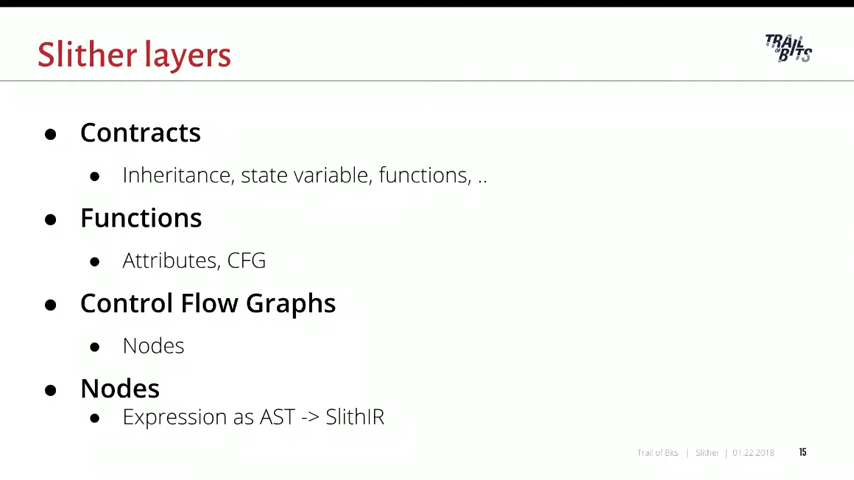 Slither layers
TRAIL
OF
BITS
● Contracts
● Inheritance, state variable, functions, ..
● Functions
● Attributes, CFG
● Control Flow Graphs
● Nodes
● Nodes
● Expression as AST -> SlithIR
Trail of Bits | Slither | 01.22.2018 15